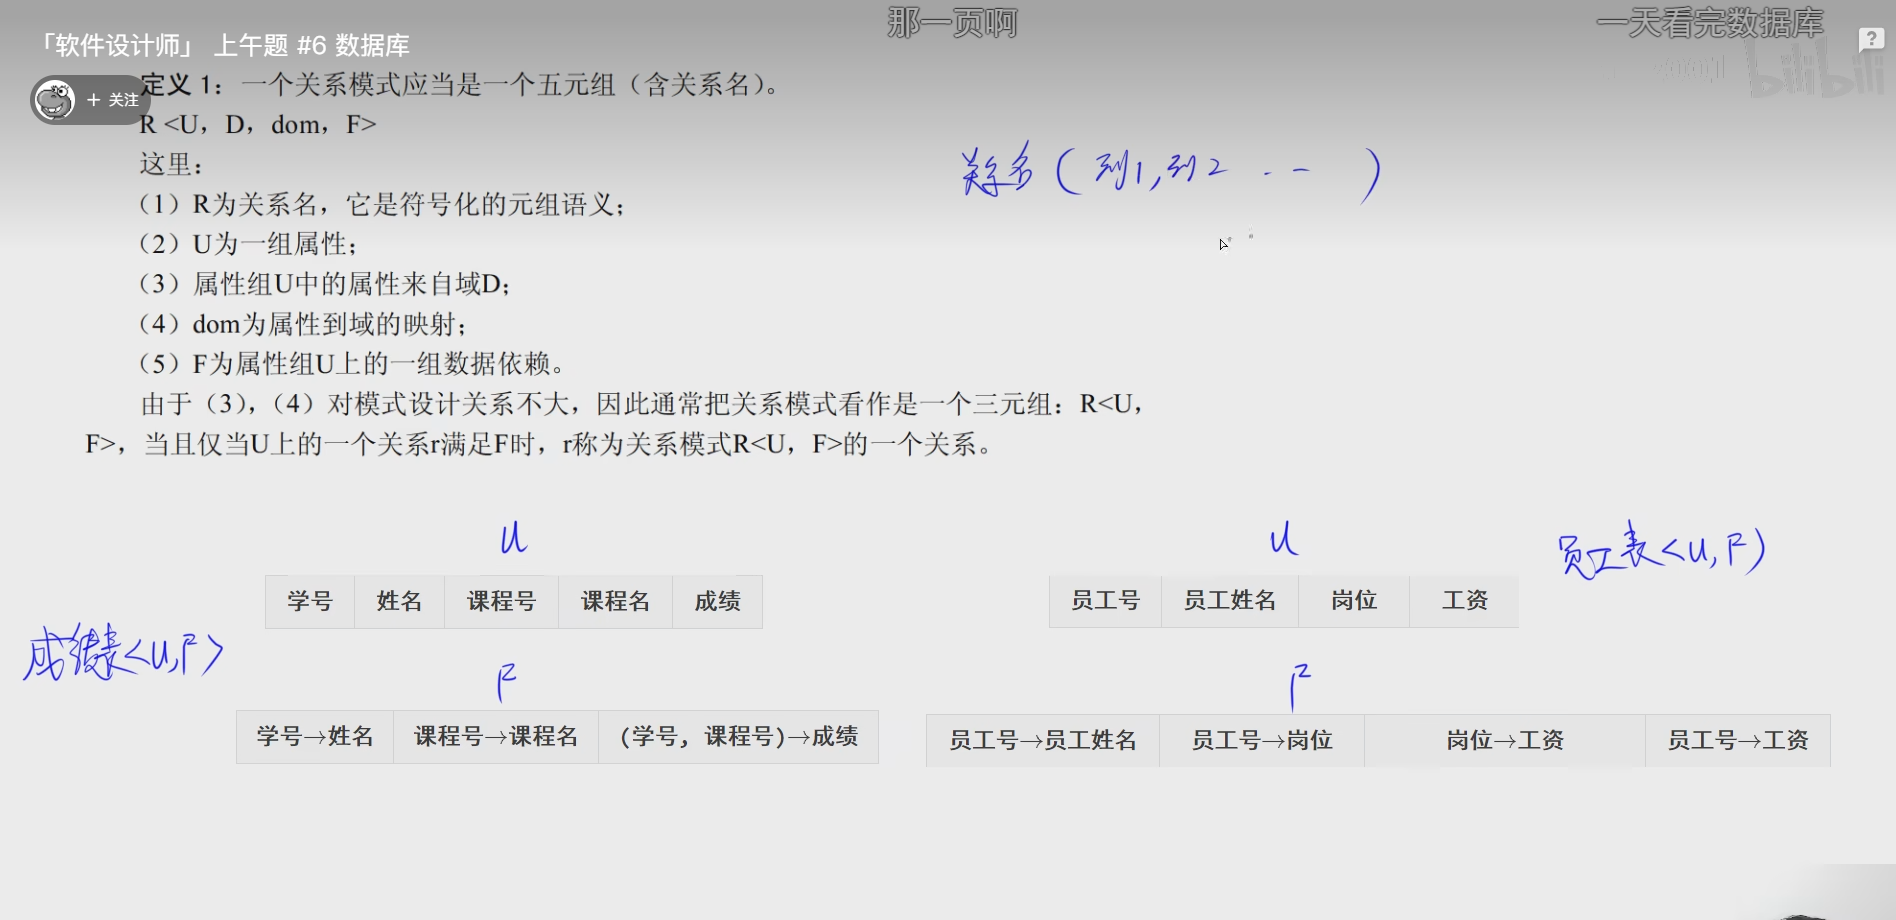 那一页啊
一天看完数据库
「软件设计师」 上午题 #6 数据库
bilibili
+ 关注
定义 1：一个关系模式应当是一个五元组（含关系名）。
R <U，D，dom，F>
这里：
（1）R为关系名，它是符号化的元组语义；
（2）U为一组属性；
（3）属性组U中的属性来自域D；
（4）dom为属性到域的映射；
（5）F为属性组U上的一组数据依赖。
由于（3），（4）对模式设计关系不大，因此通常把关系模式看作是一个三元组：R<U，
F>，当且仅当U上的一个关系r满足F时，r称为关系模式R<U，F>的一个关系。
关系名（列1,列2 ...）
U
学号 姓名 课程号 课程名 成绩
成绩表<U,F>
F
学号→姓名 课程号→课程名 (学号, 课程号)→成绩
U
员工表<U,F)
员工号 员工姓名 岗位 工资
F
员工号→员工姓名 员工号→岗位 岗位→工资 员工号→工资